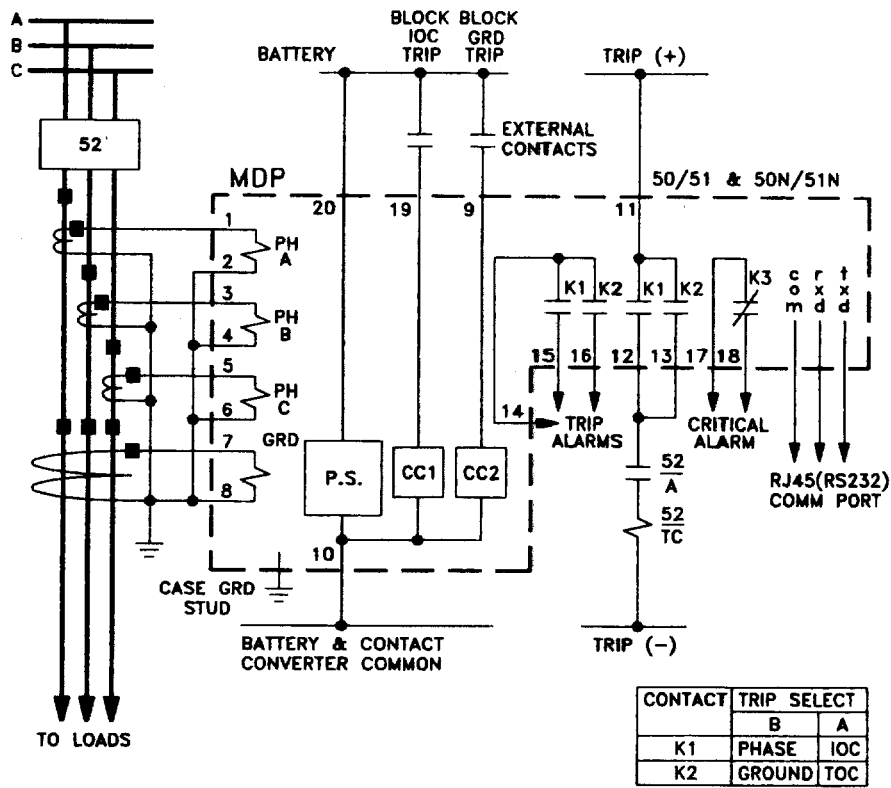 A
B
C
52
BATTERY
BLOCK
IOC
TRIP
BLOCK
GRD
TRIP
TRIP (+)
EXTERNAL
CONTACTS
MDP
50/51 & 50N/51N
20
19
9
11
1
2
PH
A
3
4
PH
B
5
6
PH
C
7
8
GRD
K1
K2
K1
K2
K3
com
rxd
txd
15
16
12
13
17
18
14
TRIP
ALARMS
CRITICAL
ALARM
P.S.
CC1
CC2
52
A
52
TC
RJ45(RS232)
COMM PORT
10
CASE GRD
STUD
BATTERY & CONTACT
CONVERTER COMMON
TRIP (−)
TO LOADS
CONTACT TRIP SELECT
B A
K1 PHASE IOC
K2 GROUND TOC